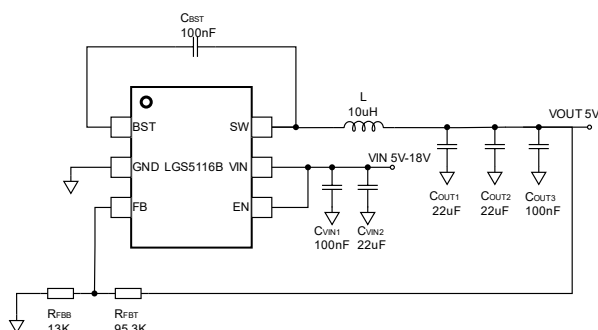 CBST
100nF
L
10uH
VOUT 5V
BST
SW
GND
LGS5116B
VIN
VIN 5V-18V
FB
EN
COUT1
22uF
COUT2
22uF
COUT3
100nF
CVIN1
100nF
CVIN2
22uF
RFBB
13K
RFBT
95.3K